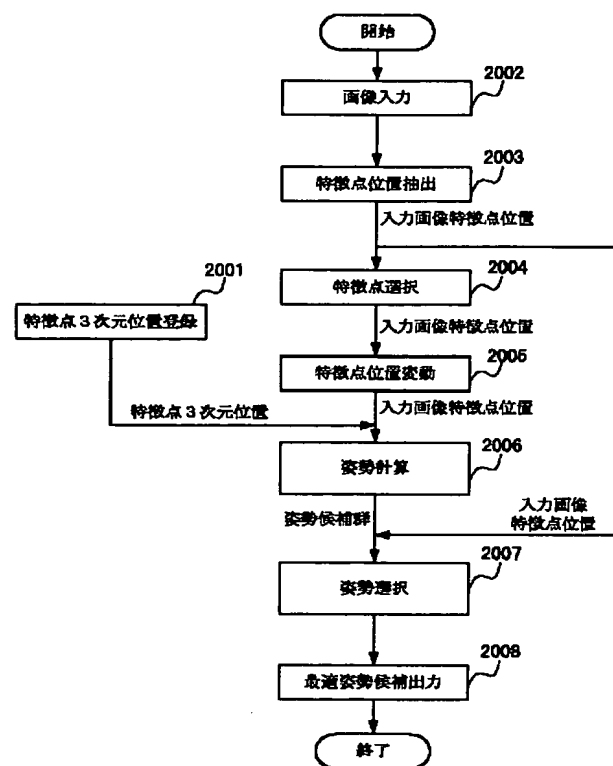 開始
2002
画像入力
2003
特徴点位置抽出
入力画像特徴点位置
2001
2004
特徴点選択
特徴点3次元位置登録
入力画像特徴点位置
2005
特徴点位置変動
特徴点3次元位置
入力画像特徴点位置
2006
姿勢計算
姿勢候補群
入力画像
特徴点位置
2007
姿勢選択
2008
最適姿勢候補出力
終了